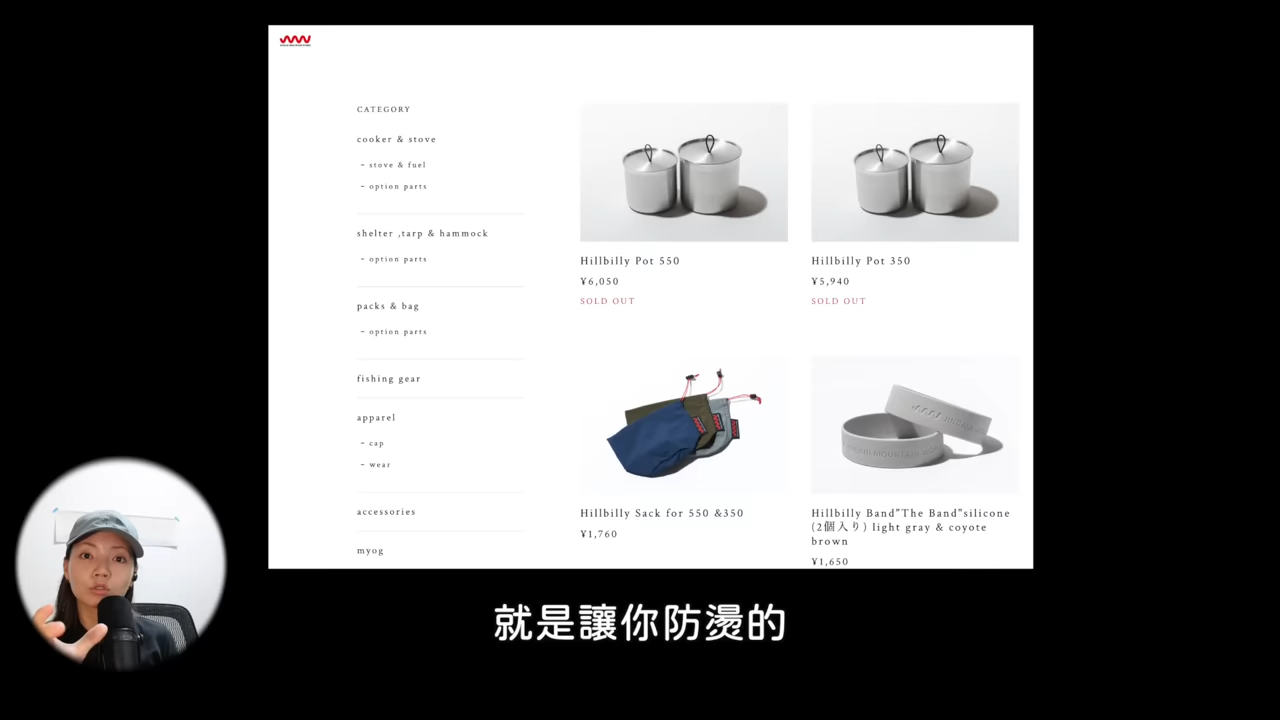 CATEGORY
cooker & stove
- stove & fuel
- option parts
shelter ,tarp & hammock
- option parts
packs & bag
- option parts
fishing gear
apparel
- cap
- wear
accessories
myog
Hillbilly Pot 550
¥6,050
SOLD OUT
Hillbilly Pot 350
¥5,940
SOLD OUT
Hillbilly Sack for 550 &350
¥1,760
Hillbilly Band"The Band"silicone
(2個入り) light gray & coyote
brown
¥1,650
就是讓你防燙的